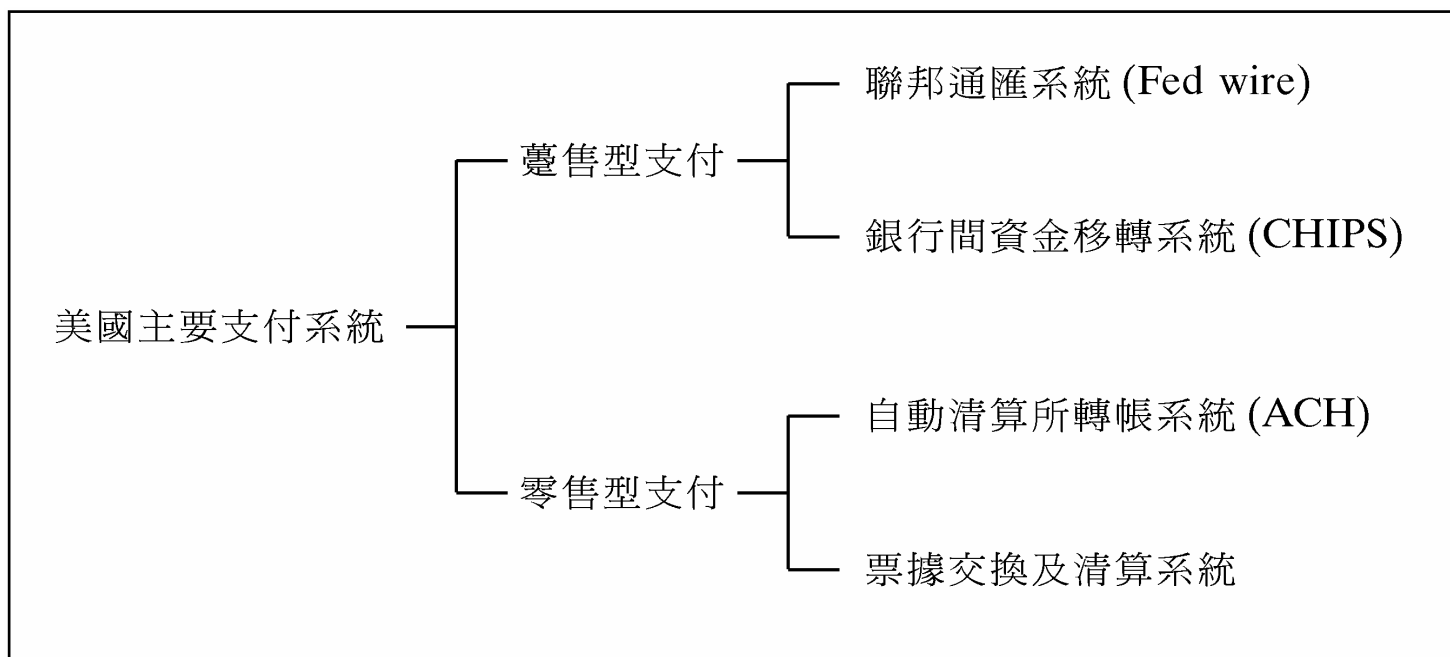 聯邦通匯系統 (Fed wire)
躉售型支付
銀行間資金移轉系統 (CHIPS)
美國主要支付系統
自動清算所轉帳系統 (ACH)
零售型支付
票據交換及清算系統